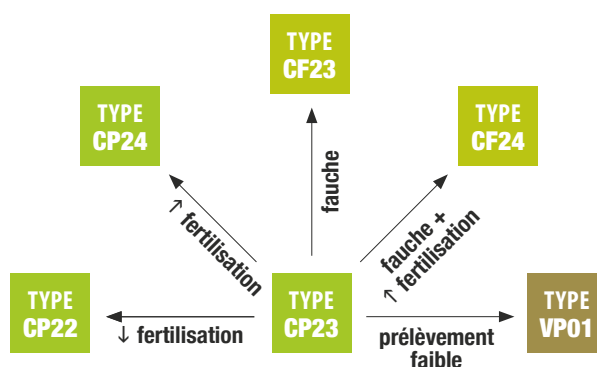 TYPE
CF23
TYPE
CP24
TYPE
CF24
fauche
↑ fertilisation
fauche +
↑ fertilisation
TYPE
CP22
↓ fertilisation
TYPE
CP23
prélèvement
faible
TYPE
VP01